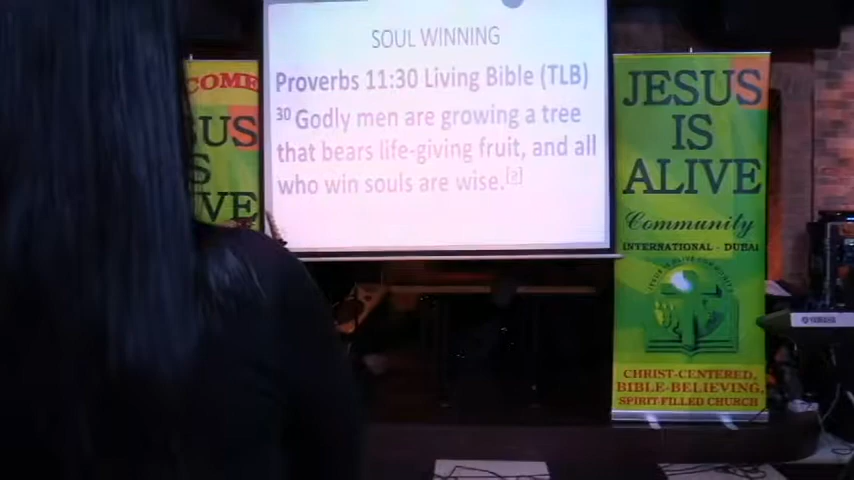 SOUL WINNING
Proverbs 11:30 Living Bible (TLB)
30 Godly men are growing a tree
that bears life-giving fruit, and all
who win souls are wise.[2]
COME
US
IS
VE
JESUS
IS
ALIVE
Community
INTERNATIONAL - DUBAI
CHRIST-CENTERED,
BIBLE-BELIEVING
SPIRIT-FILLED CHURCH
YAMAHA